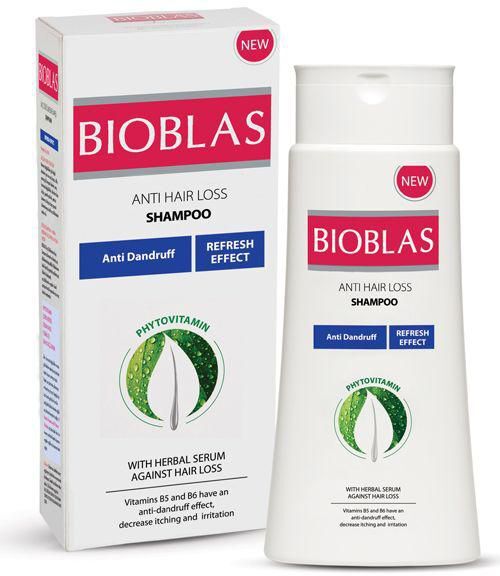 NEW
BIOBLAS
ANTI HAIR LOSS
SHAMPOO
Anti Dandruff
REFRESH
EFFECT
PHYTOVITAMIN
WITH HERBAL SERUM
AGAINST HAIR LOSS
Vitamins B5 and B6 have an
anti-dandruff effect,
decrease itching and irritation
BIOBLAS
NEW
BIOBLAS
ANTI HAIR LOSS
SHAMPOO
Anti Dandruff
REFRESH
EFFECT
PHYTOVITAMIN
WITH HERBAL SERUM
AGAINST HAIR LOSS
Vitamins B5 and B6 have an
anti-dandruff effect,
decrease itching and irritation